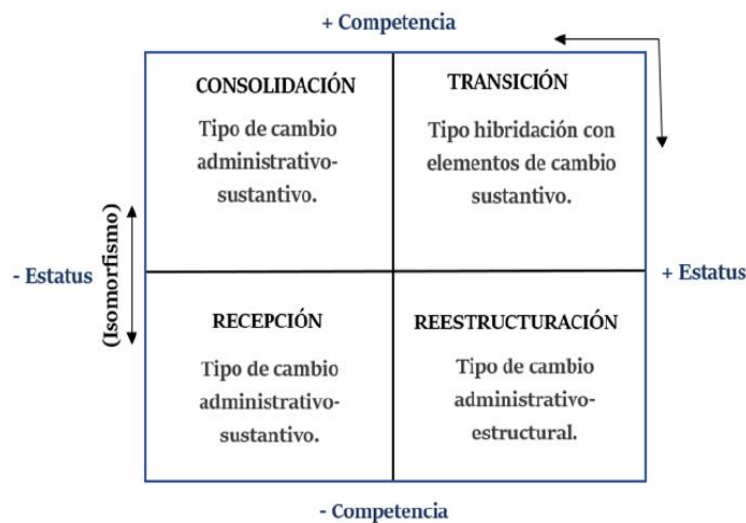 + Competencia
CONSOLIDACIÓN
Tipo de cambio
administrativo-
sustantivo.
TRANSICIÓN
Tipo hibridación con
elementos de cambio
sustantivo.
- Estatus
(Isomorfismo)
+ Estatus
RECEPCIÓN
Tipo de cambio
administrativo-
sustantivo.
REESTRUCTURACIÓN
Tipo de cambio
administrativo-
estructural.
- Competencia